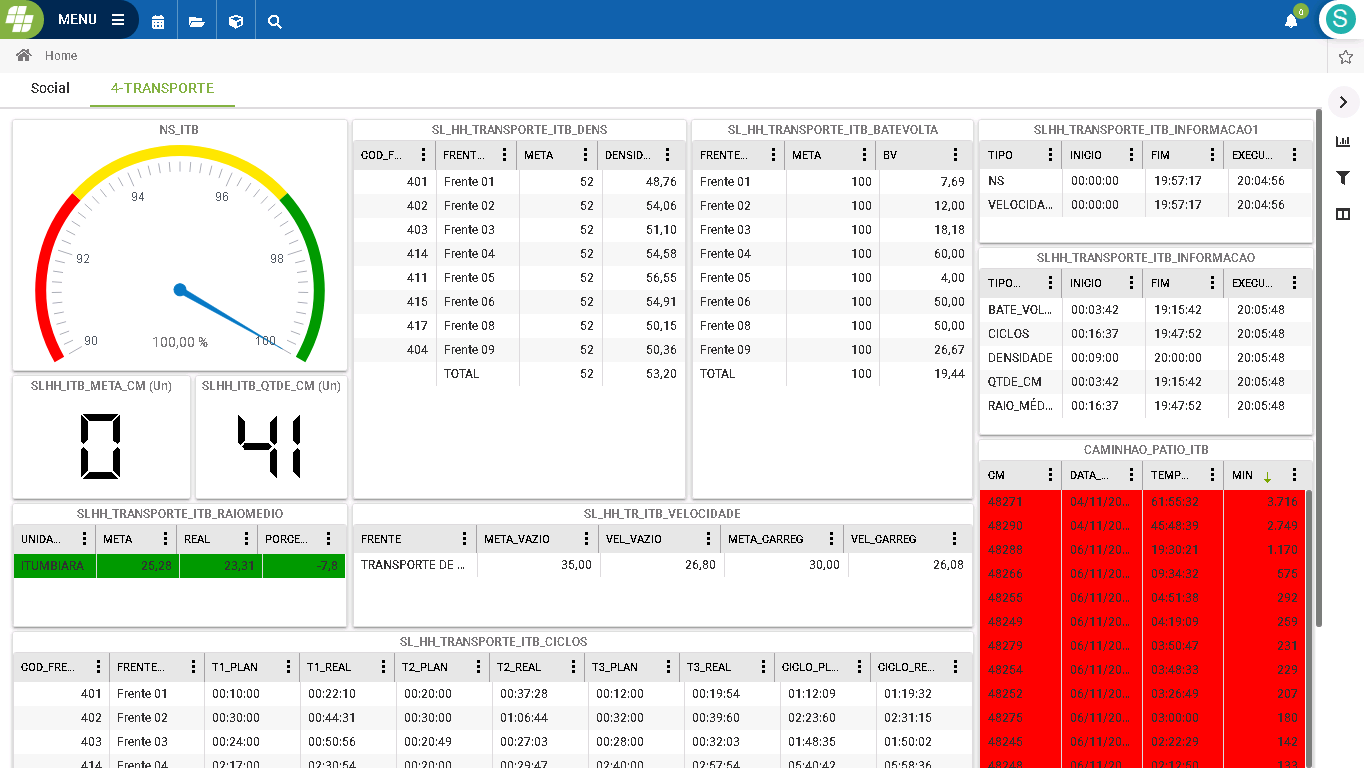 MENU
0
S
Home
Social 4-TRANSPORTE
NS_ITB
94 96
92 98
90 100,00 % 100
SLHH_ITB_META_CM (Un)
0
SLHH_ITB_QTDE_CM (Un)
41
SL_HH_TRANSPORTE_ITB_DENS
COD_F... FRENT... META DENSID...
401 Frente 01 52 48,76
402 Frente 02 52 54,06
403 Frente 03 52 51,10
414 Frente 04 52 54,58
411 Frente 05 52 56,55
415 Frente 06 52 54,91
417 Frente 08 52 50,15
404 Frente 09 52 50,36
TOTAL 52 53,20
SL_HH_TRANSPORTE_ITB_BATEVOLTA
FRENTE... META BV
Frente 01 100 7,69
Frente 02 100 12,00
Frente 03 100 18,18
Frente 04 100 60,00
Frente 05 100 4,00
Frente 06 100 50,00
Frente 08 100 50,00
Frente 09 100 26,67
TOTAL 100 19,44
SLHH_TRANSPORTE_ITB_INFORMACAO1
TIPO INICIO FIM EXECU...
NS 00:00:00 19:57:17 20:04:56
VELOCIDA... 00:00:00 19:57:17 20:04:56
SLHH_TRANSPORTE_ITB_INFORMACAO
TIPO... INICIO FIM EXECU...
BATE_VOL... 00:03:42 19:15:42 20:05:48
CICLOS 00:16:37 19:47:52 20:05:48
DENSIDADE 00:09:00 20:00:00 20:05:48
QTDE_CM 00:03:42 19:15:42 20:05:48
RAIO_MÉD... 00:16:37 19:47:52 20:05:48
CAMINHAO_PATIO_ITB
CM DATA_... TEMP... MIN
48271 04/11/20... 61:55:32 3.716
48290 04/11/20... 45:48:39 2.749
48288 06/11/20... 19:30:21 1.170
48266 06/11/20... 09:34:32 575
48255 06/11/20... 04:51:38 292
48249 06/11/20... 04:19:09 259
48279 06/11/20... 03:50:47 231
48254 06/11/20... 03:48:33 229
48252 06/11/20... 03:26:49 207
48275 06/11/20... 03:00:00 180
48245 06/11/20... 02:22:29 142
48248 06/11/20... 02:12:50 133
SLHH_TRANSPORTE_ITB_RAIOMEDIO
UNIDA... META REAL PORCE...
ITUMBIARA 25,28 23,31 -7,8
SL_HH_TR_ITB_VELOCIDADE
FRENTE META_VAZIO VEL_VAZIO META_CARREG VEL_CARREG
TRANSPORTE DE ... 35,00 26,80 30,00 26,08
SL_HH_TRANSPORTE_ITB_CICLOS
COD_FRE... FRENTE... T1_PLAN T1_REAL T2_PLAN T2_REAL T3_PLAN T3_REAL CICLO_PL... CICLO_RE...
401 Frente 01 00:10:00 00:22:10 00:20:00 00:37:28 00:12:00 00:19:54 01:12:09 01:19:32
402 Frente 02 00:30:00 00:44:31 00:30:00 01:06:44 00:32:00 00:39:60 02:23:60 02:31:15
403 Frente 03 00:24:00 00:50:56 00:20:49 00:27:03 00:28:00 00:32:03 01:48:35 01:50:02
414 Frente 04 02:17:00 02:30:54 00:20:00 00:29:47 02:40:00 02:57:54 05:40:42 05:58:36